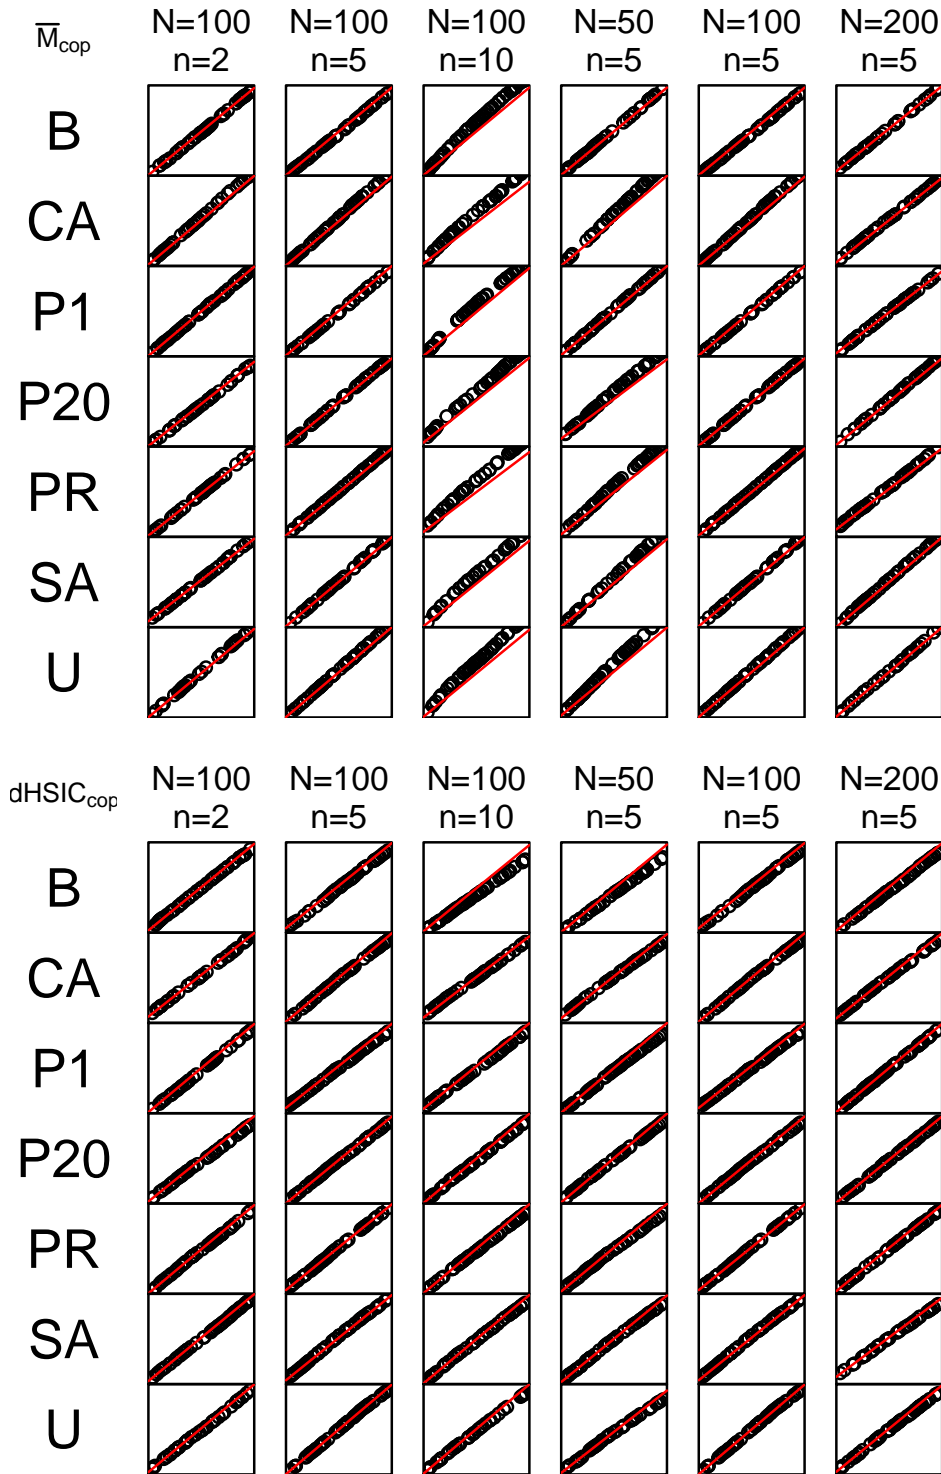 M̅cop N=100 N=100 N=100 N=50 N=100 N=200
n=2 n=5 n=10 n=5 n=5 n=5
B
CA
P1
P20
PR
SA
U
dHSICcop N=100 N=100 N=100 N=50 N=100 N=200
n=2 n=5 n=10 n=5 n=5 n=5
B
CA
P1
P20
PR
SA
U